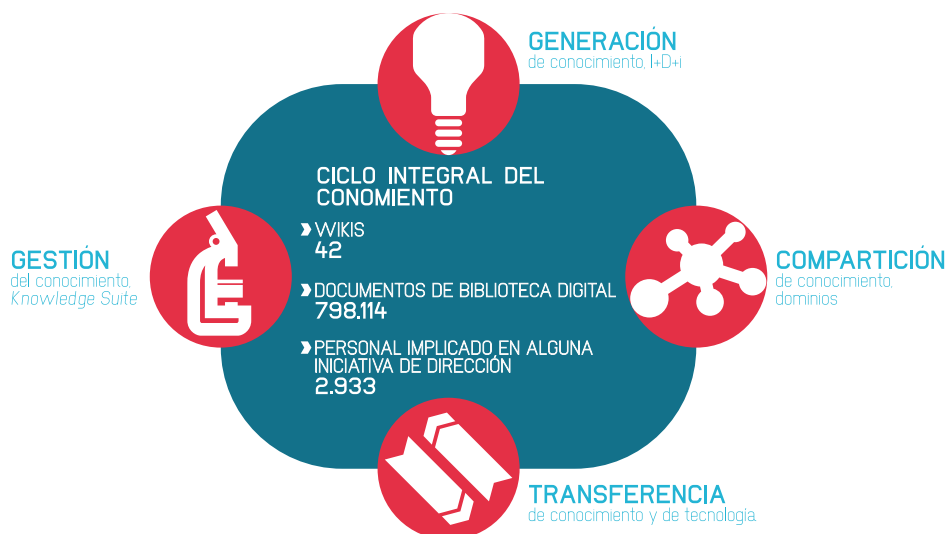 GENERACIÓN
de conocimiento, I+D+i
CICLO INTEGRAL DEL
CONOMIENTO
WIKIS
42
DOCUMENTOS DE BIBLIOTECA DIGITAL
798.114
PERSONAL IMPLICADO EN ALGUNA
INICIATIVA DE DIRECCIÓN
2.933
GESTIÓN
del conocimiento,
Knowledge Suite
COMPARTICIÓN
de conocimiento,
dominios
TRANSFERENCIA
de conocimiento y de tecnología